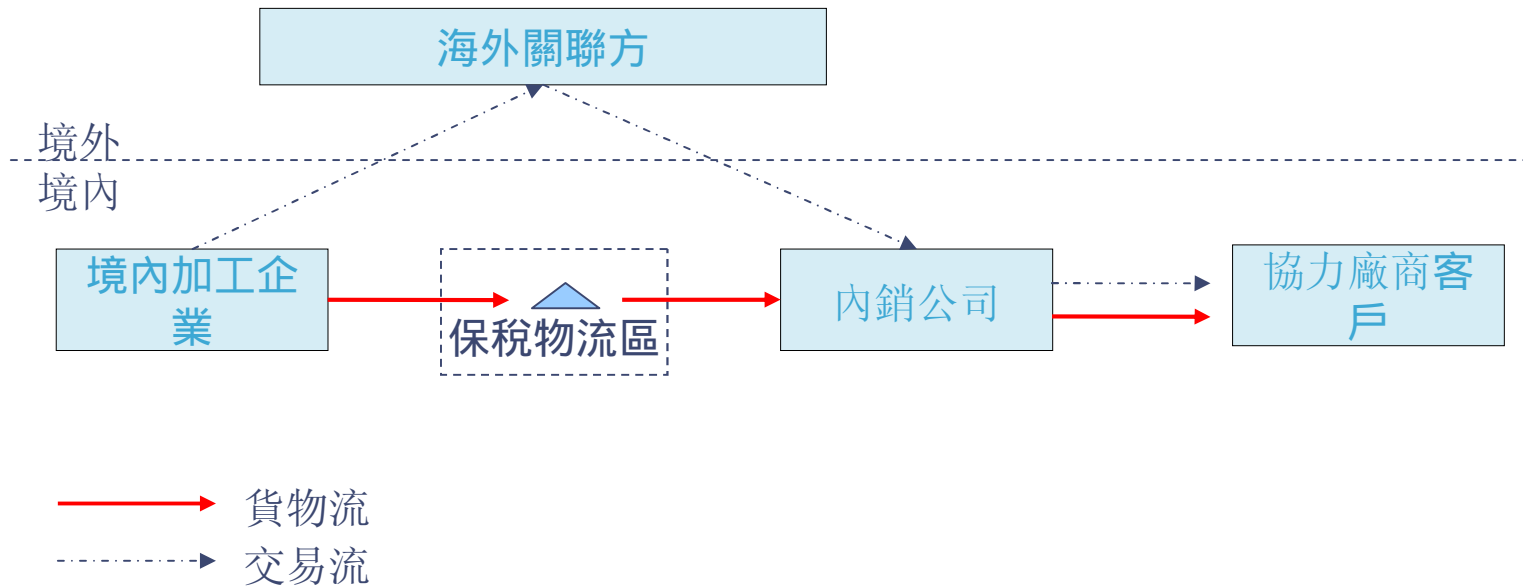 海外關聯方
境外
境內
境內加工企
業
保稅物流區
內銷公司
協力廠商客
戶
貨物流
交易流